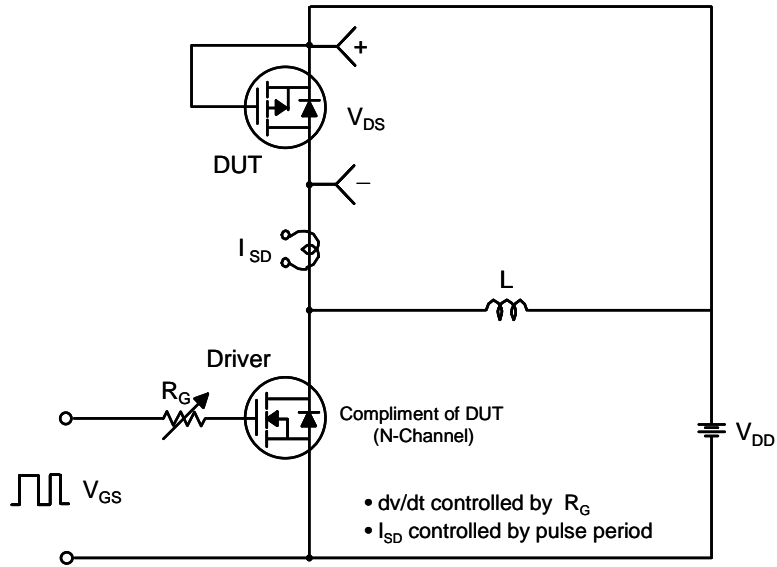 +
V_DS
DUT
–
I_SD
L
Driver
R_G
Compliment of DUT
(N-Channel)
V_DD
V_GS
• dv/dt controlled by R_G
• I_SD controlled by pulse period